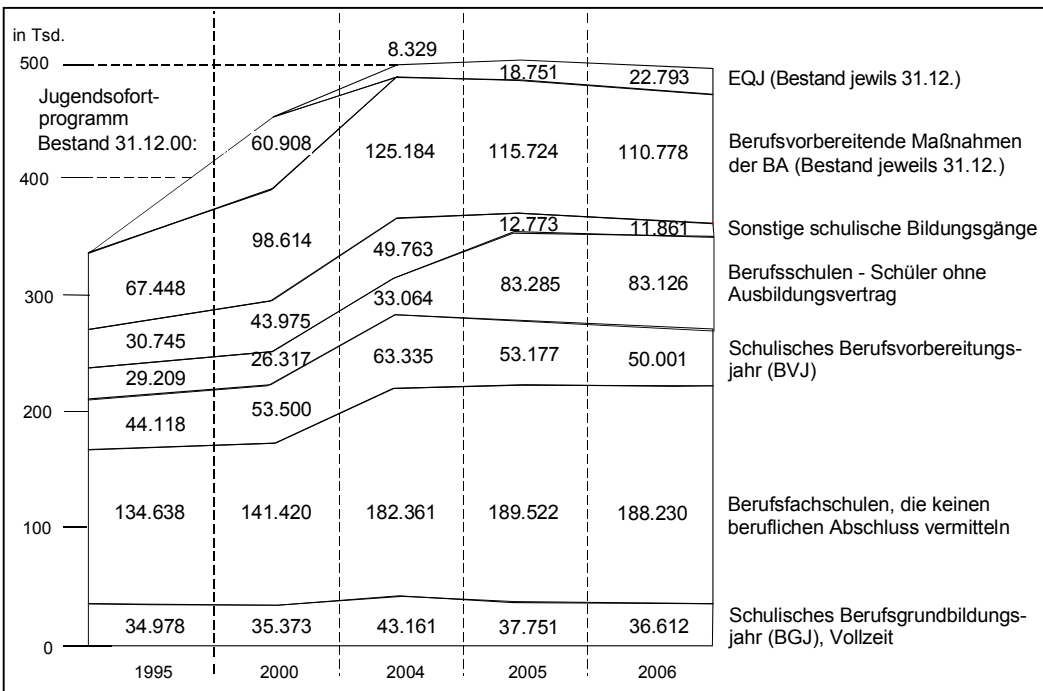 in Tsd.
500
400
300
200
100
0
Jugendsofort-
programm
Bestand 31.12.00:
8.329
18.751
22.793
EQJ (Bestand jewils 31.12.)
60.908
125.184
115.724
110.778
Berufsvorbereitende Maßnahmen
der BA (Bestand jeweils 31.12.)
67.448
98.614
49.763
12.773
11.861
Sonstige schulische Bildungsgänge
30.745
43.975
33.064
83.285
83.126
Berufsschulen - Schüler ohne
Ausbildungsvertrag
29.209
26.317
63.335
53.177
50.001
Schulisches Berufsvorbereitungs-
jahr (BVJ)
44.118
53.500
134.638
141.420
182.361
189.522
188.230
Berufsfachschulen, die keinen
beruflichen Abschluss vermitteln
34.978
35.373
43.161
37.751
36.612
Schulisches Berufsgrundbildungs-
jahr (BGJ), Vollzeit
1995
2000
2004
2005
2006